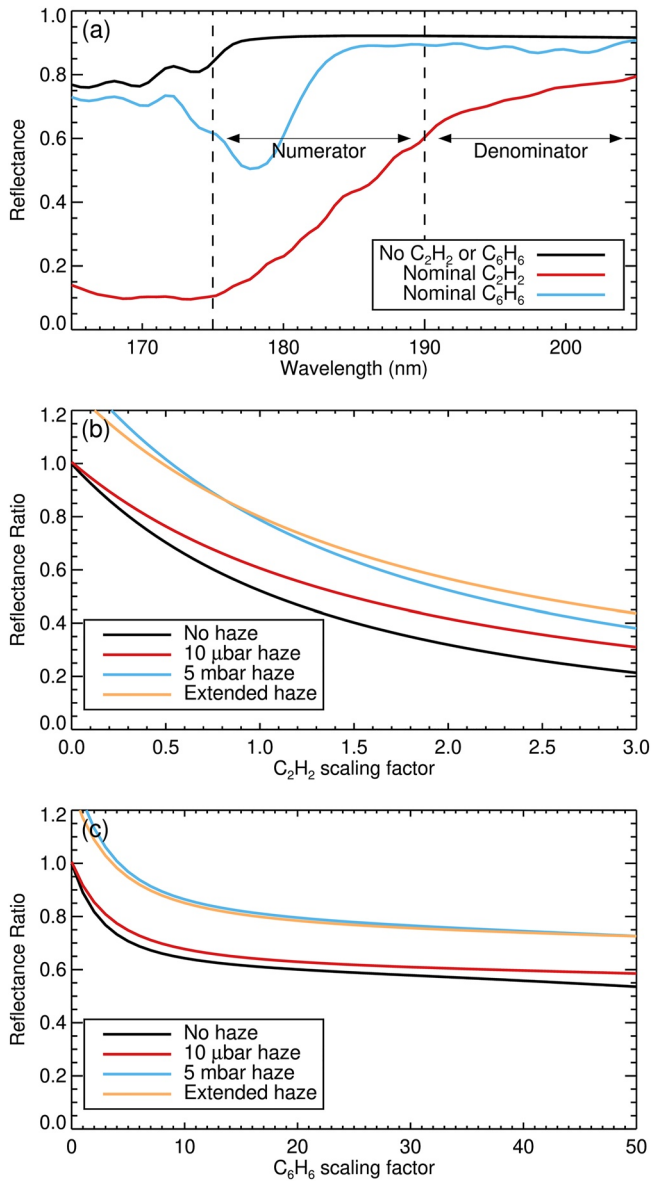 (a)
1.0
0.8
0.6
0.4
0.2
0.0
Reflectance
Numerator
Denominator
No C₂H₂ or C₆H₆
Nominal C₂H₂
Nominal C₆H₆
170 180 190 200
Wavelength (nm)
(b)
1.2
1.0
0.8
0.6
0.4
0.2
0.0
Reflectance Ratio
No haze
10 μbar haze
5 mbar haze
Extended haze
0.0 0.5 1.0 1.5 2.0 2.5 3.0
C₂H₂ scaling factor
(c)
1.2
1.0
0.8
0.6
0.4
0.2
0.0
Reflectance Ratio
No haze
10 μbar haze
5 mbar haze
Extended haze
0 10 20 30 40 50
C₆H₆ scaling factor